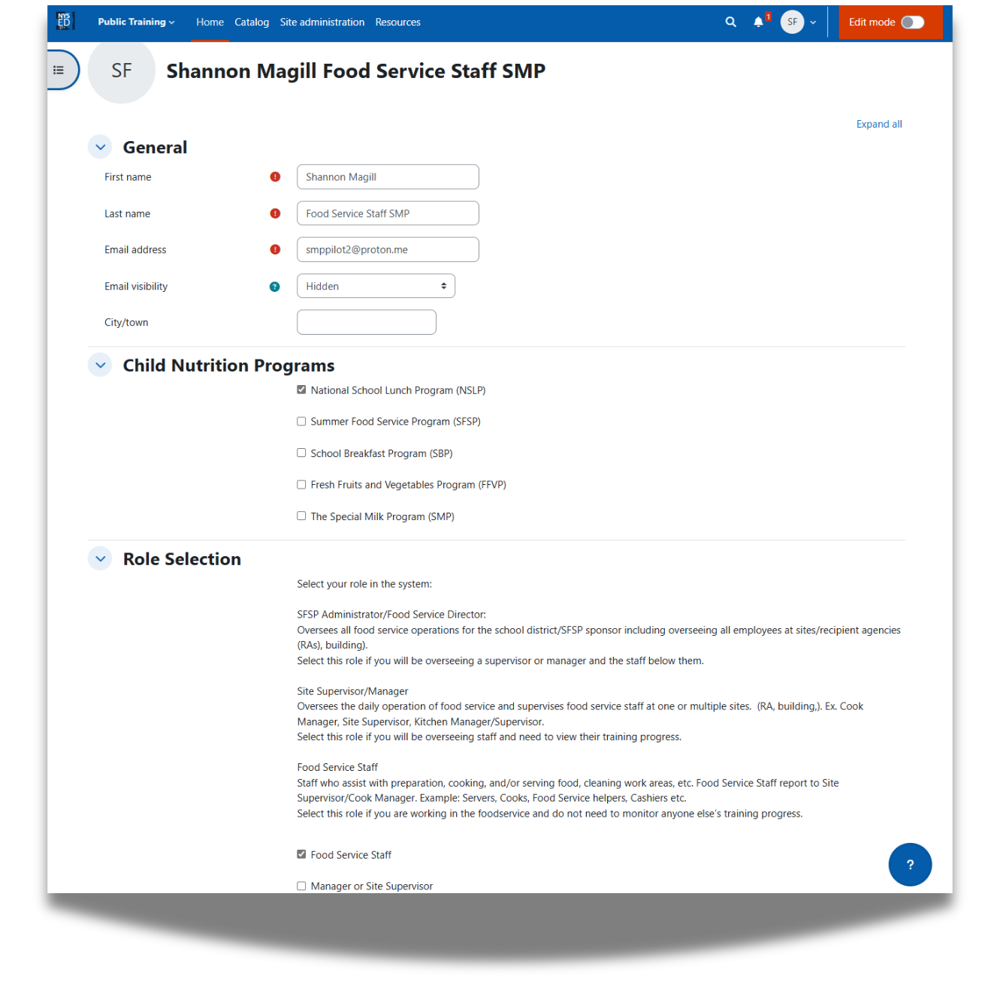 NYS
ED
Public Training
Home
Catalog
Site administration
Resources
1
SF
Edit mode
SF
Shannon Magill Food Service Staff SMP
Expand all
General
First name
!
Shannon Magill
Last name
!
Food Service Staff SMP
Email address
!
smppilot2@proton.me
Email visibility
?
Hidden
City/town
Child Nutrition Programs
National School Lunch Program (NSLP)
Summer Food Service Program (SFSP)
School Breakfast Program (SBP)
Fresh Fruits and Vegetables Program (FFVP)
The Special Milk Program (SMP)
Role Selection
Select your role in the system:
SFSP Administrator/Food Service Director:
Oversees all food service operations for the school district/SFSP sponsor including overseeing all employees at sites/recipient agencies
(RAs), building).
Select this role if you will be overseeing a supervisor or manager and the staff below them.
Site Supervisor/Manager
Oversees the daily operation of food service and supervises food service staff at one or multiple sites.  (RA, building,). Ex. Cook
Manager, Site Supervisor, Kitchen Manager/Supervisor.
Select this role if you will be overseeing staff and need to view their training progress.
Food Service Staff
Staff who assist with preparation, cooking, and/or serving food, cleaning work areas, etc. Food Service Staff report to Site
Supervisor/Cook Manager. Example: Servers, Cooks, Food Service helpers, Cashiers etc.
Select this role if you are working in the foodservice and do not need to monitor anyone else's training progress.
Food Service Staff
?
Manager or Site Supervisor